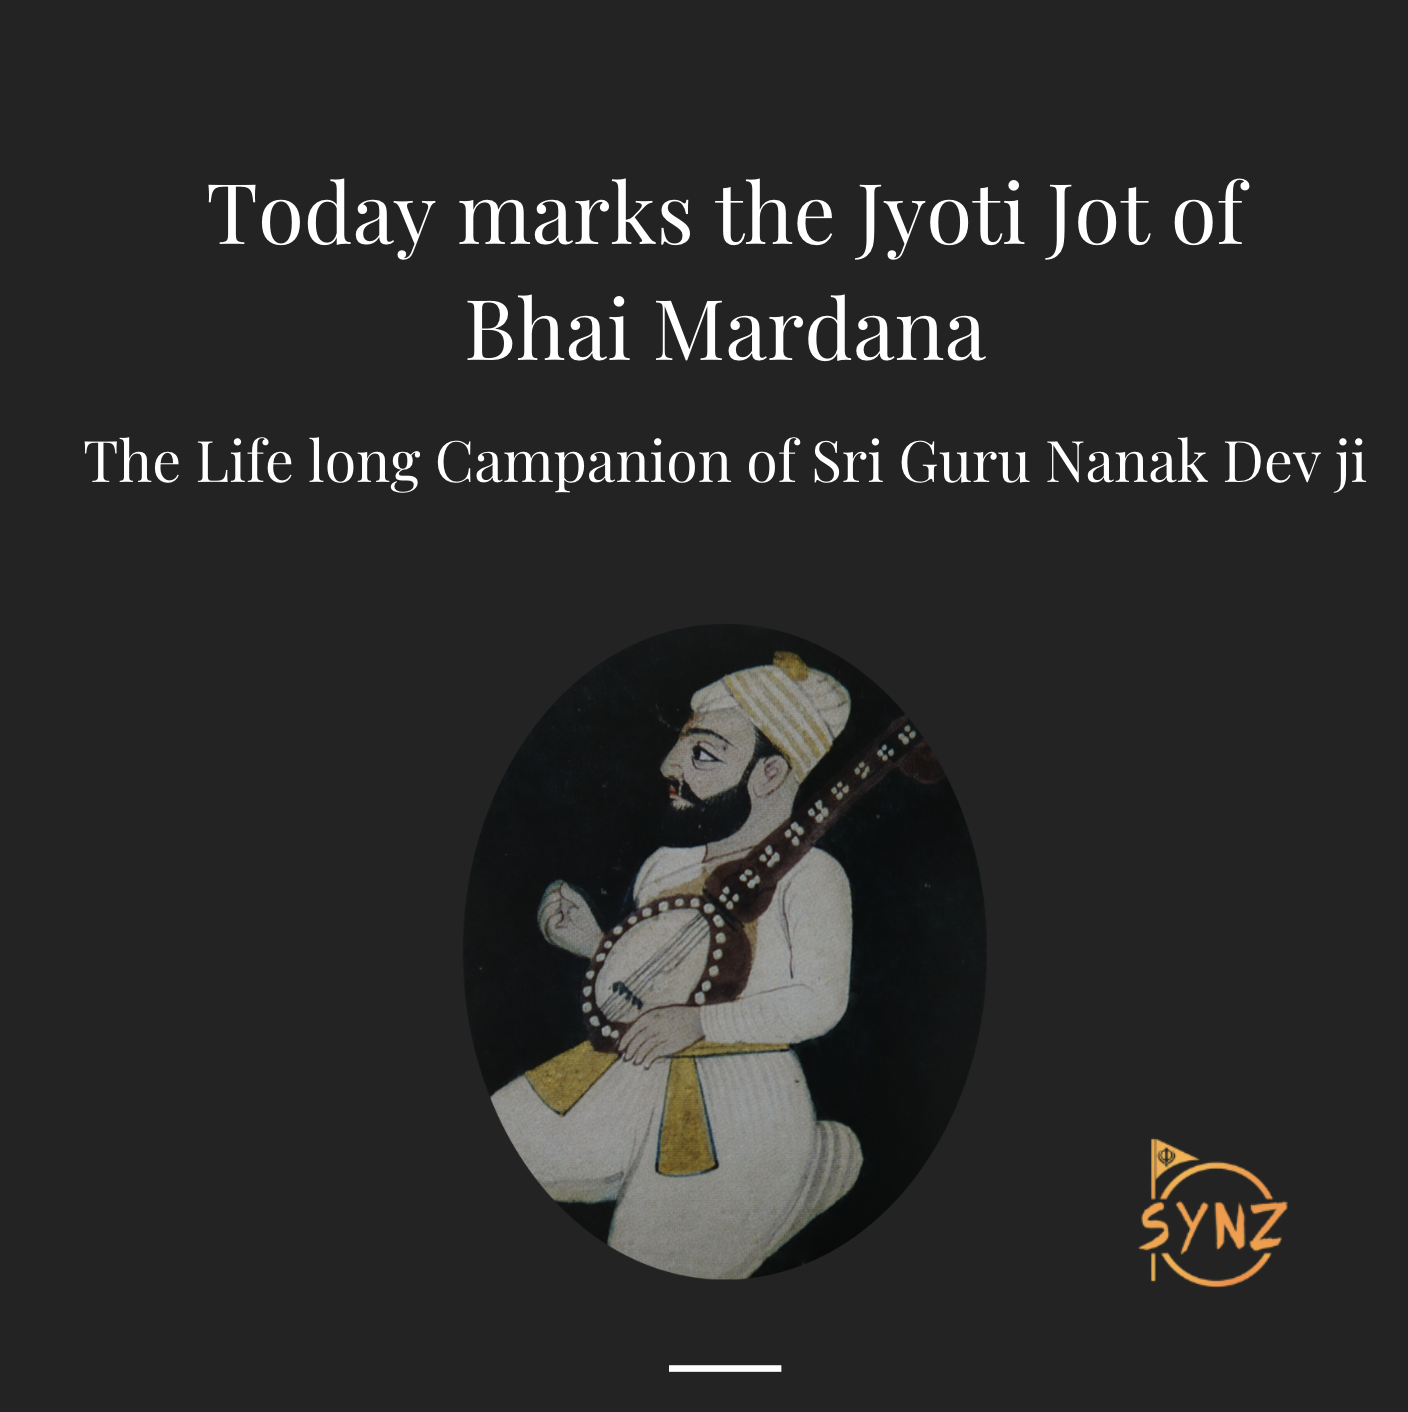 Today marks the Jyoti Jot of
Bhai Mardana
The Life long Campanion of Sri Guru Nanak Dev ji
SYNZ